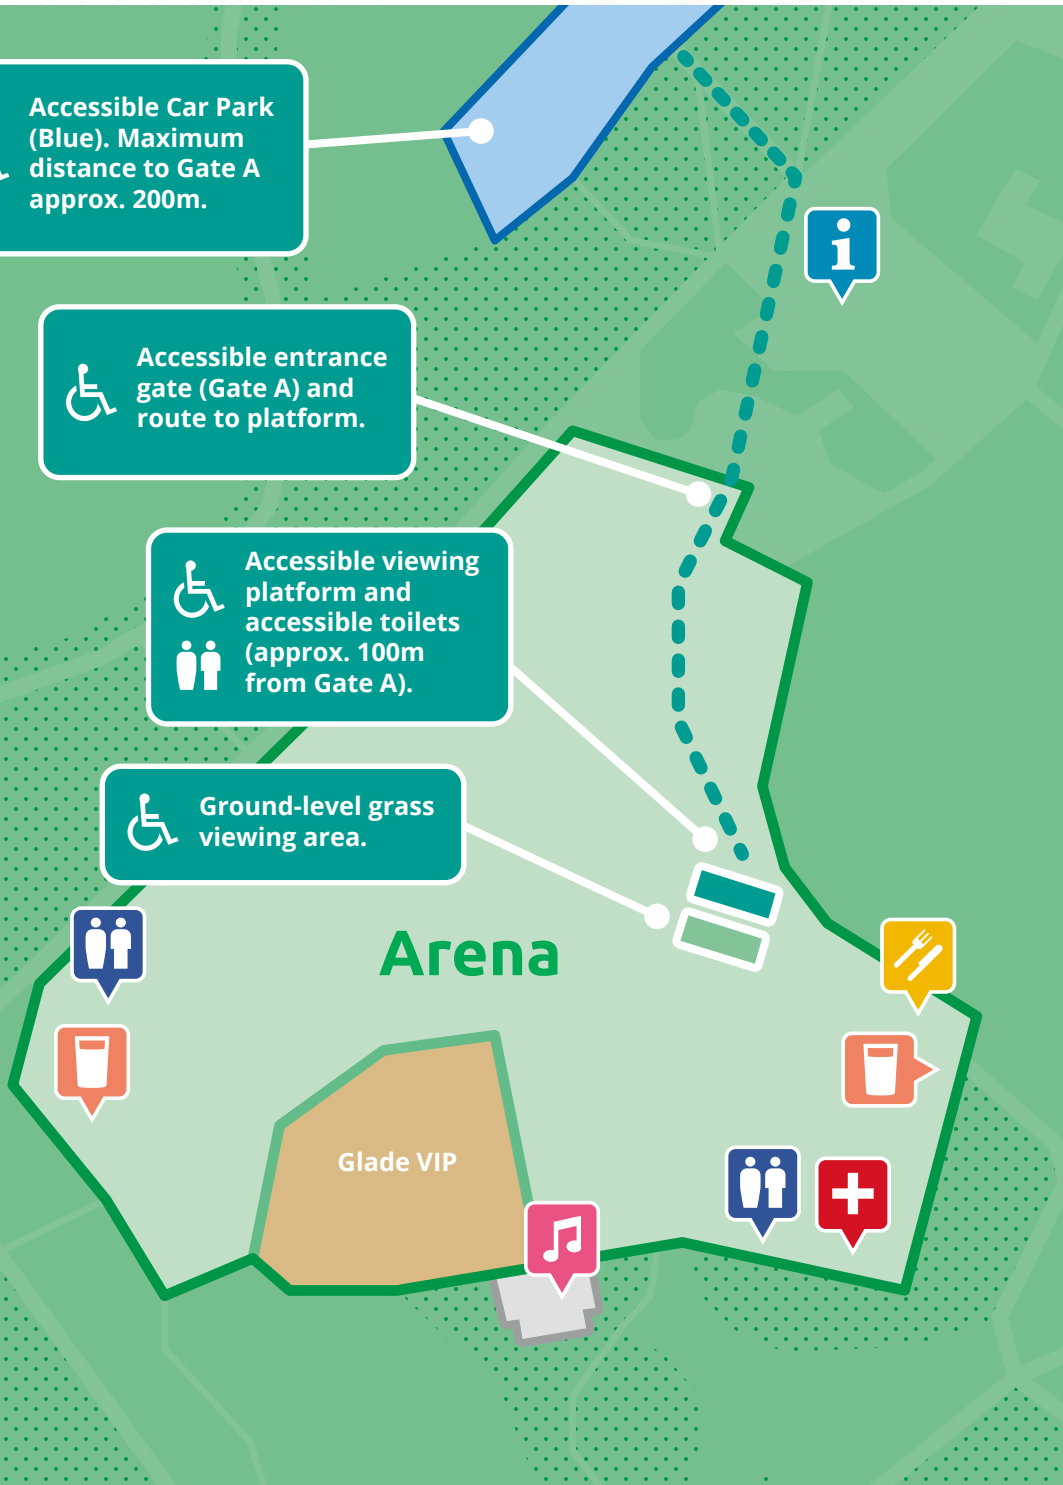 Accessible Car Park
(Blue). Maximum
distance to Gate A
approx. 200m.
Accessible entrance
gate (Gate A) and
route to platform.
Accessible viewing
platform and
accessible toilets
(approx. 100m
from Gate A).
Ground-level grass
viewing area.
Arena
Glade VIP